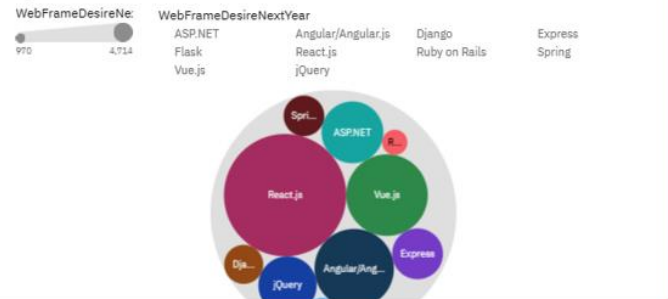 WebFrameDesireNe:
970 4,714
WebFrameDesireNextYear
ASP.NET Angular/Angular.js Django Express
Flask React.js Ruby on Rails Spring
Vue.js jQuery
Spri...
ASP.NET
R...
React.js
Vue.js
Express
Dja...
Angular/Ang...
jQuery